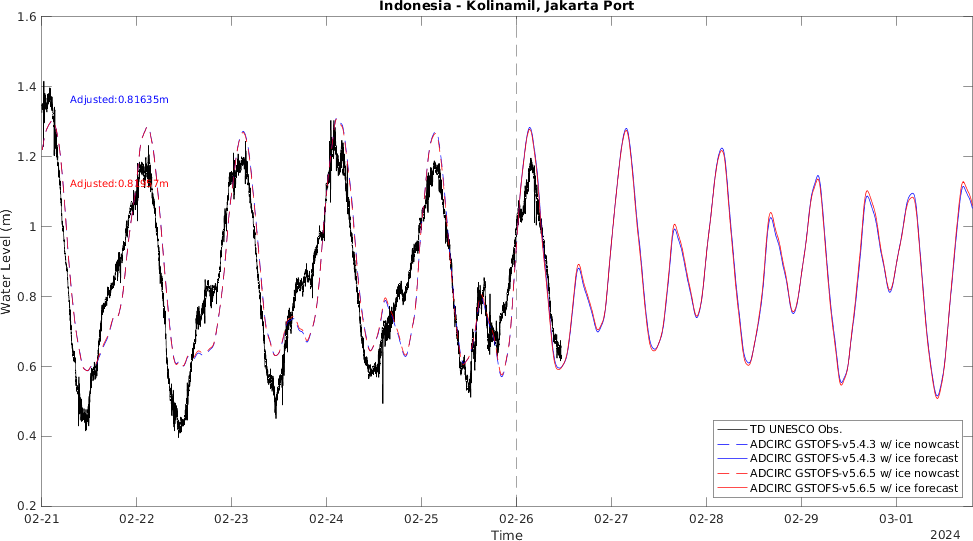 Indonesia - Kolinamil, Jakarta Port
1.6
1.4
1.2
1
0.8
0.6
0.4
0.2
Water Level (m)
Adjusted:0.81635m
TD UNESCO Obs.
ADCIRC GSTOFS-v5.4.3 w/ ice nowcast
ADCIRC GSTOFS-v5.4.3 w/ ice forecast
ADCIRC GSTOFS-v5.6.5 w/ ice nowcast
ADCIRC GSTOFS-v5.6.5 w/ ice forecast
02-21
02-22
02-23
02-24
02-25
02-26
02-27
02-28
02-29
03-01
Time
2024